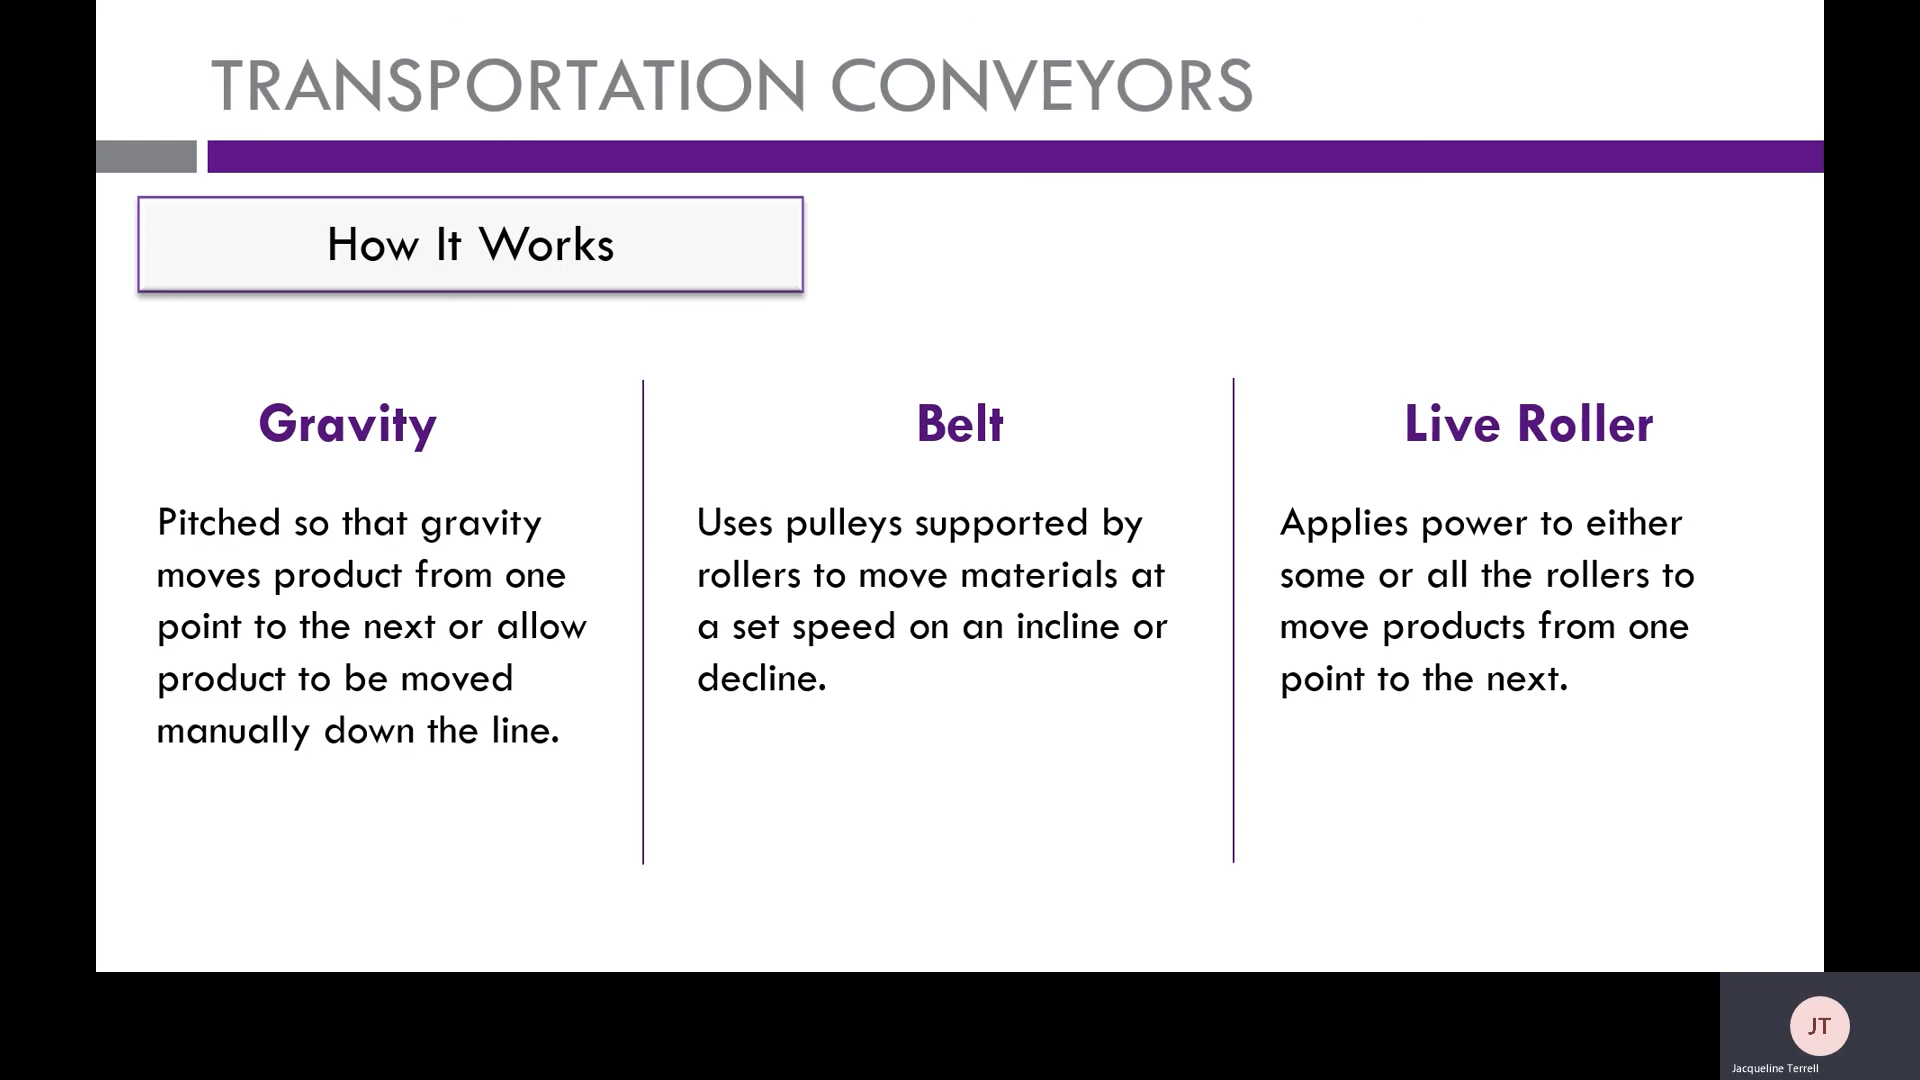 TRANSPORTATION CONVEYORS
How It Works
Gravity
Pitched so that gravity
moves product from one
point to the next or allow
product to be moved
manually down the line.
Belt
Uses pulleys supported by
rollers to move materials at
a set speed on an incline or
decline.
Live Roller
Applies power to either
some or all the rollers to
move products from one
point to the next.
JT
Jacqueline Terrell